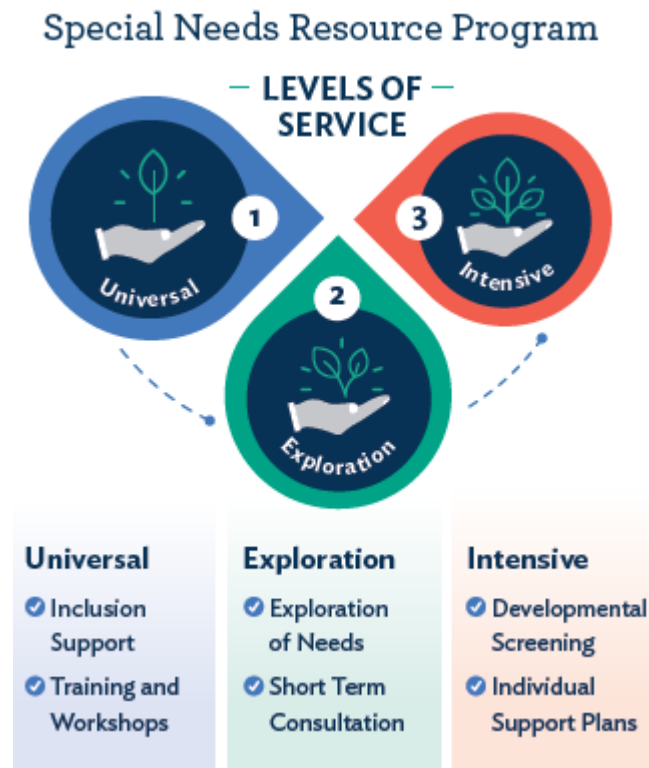 Special Needs Resource Program
LEVELS OF
SERVICE
1
Universal
2
Exploration
3
Intensive
Universal
Inclusion
Support
Training and
Workshops
Exploration
Exploration
of Needs
Short Term
Consultation
Intensive
Developmental
Screening
Individual
Support Plans